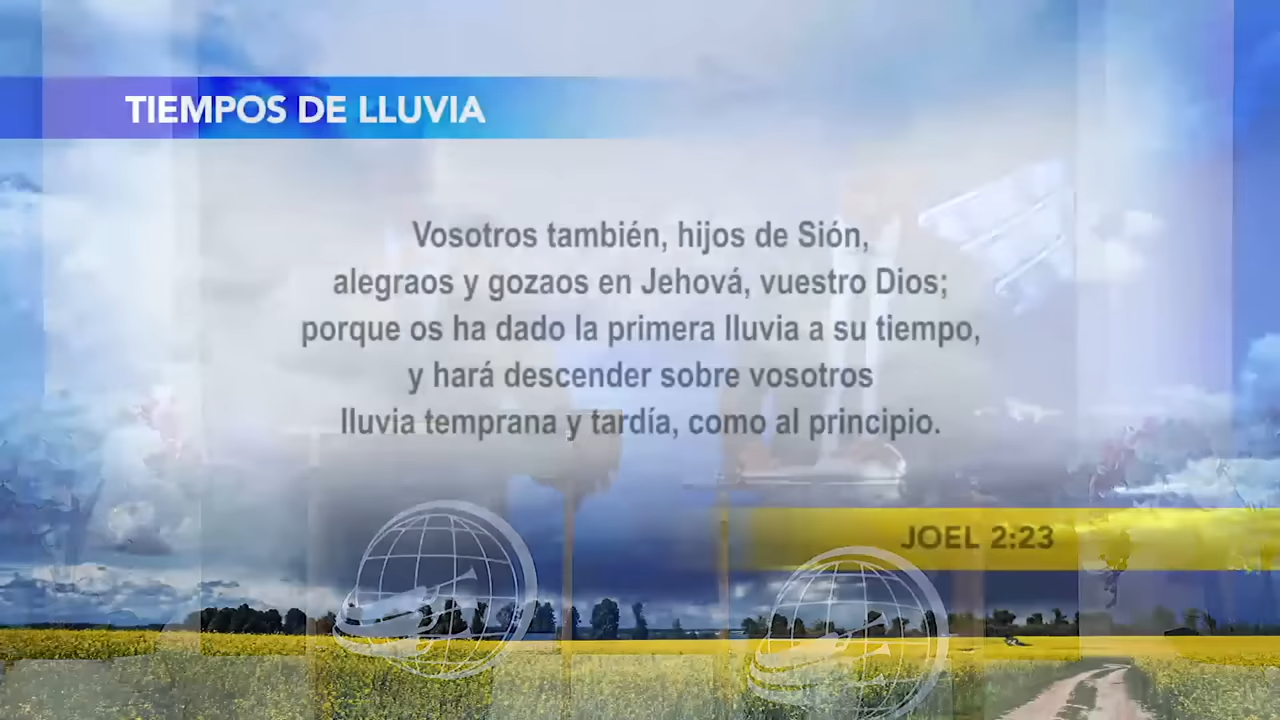 TIEMPOS DE LLUVIA
Vosotros también, hijos de Sión,
alegraos y gozaos en Jehová, vuestro Dios;
porque os ha dado la primera lluvia a su tiempo,
y hará descender sobre vosotros
lluvia temprana y tardía, como al principio.
JOEL 2:23